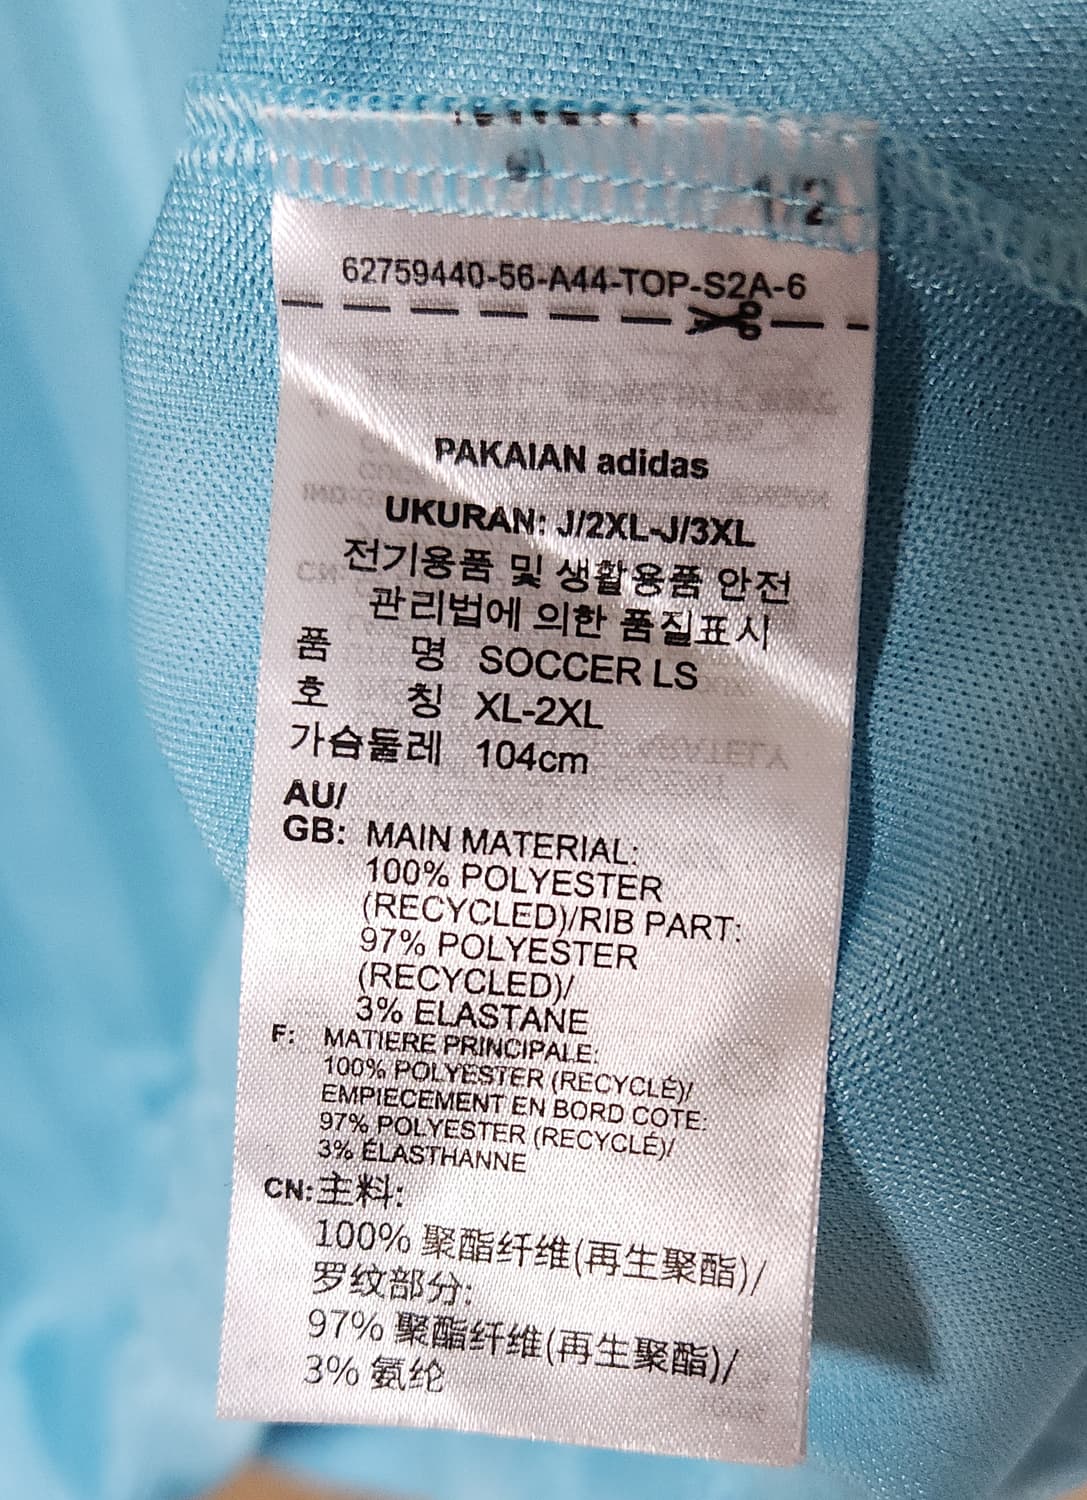 1/2
62759440-56-A44-TOP-S2A-6
PAKAIAN adidas
UKURAN: J/2XL-J/3XL
전기용품 및 생활용품 안전
관리법에 의한 품질표시
품 명 SOCCER LS
호 칭 XL-2XL
가슴둘레 104cm
AU/
GB: MAIN MATERIAL:
100% POLYESTER
(RECYCLED)/RIB PART:
97% POLYESTER
(RECYCLED)/
3% ELASTANE
F: MATIERE PRINCIPALE:
100% POLYESTER (RECYCLÉ)/
EMPIECEMENT EN BORD COTE:
97% POLYESTER (RECYCLÉ)/
3% ÉLASTHANNE
CN: 主料:
100% 聚酯纤维(再生聚酯)/
罗纹部分:
97% 聚酯纤维(再生聚酯)/
3% 氨纶